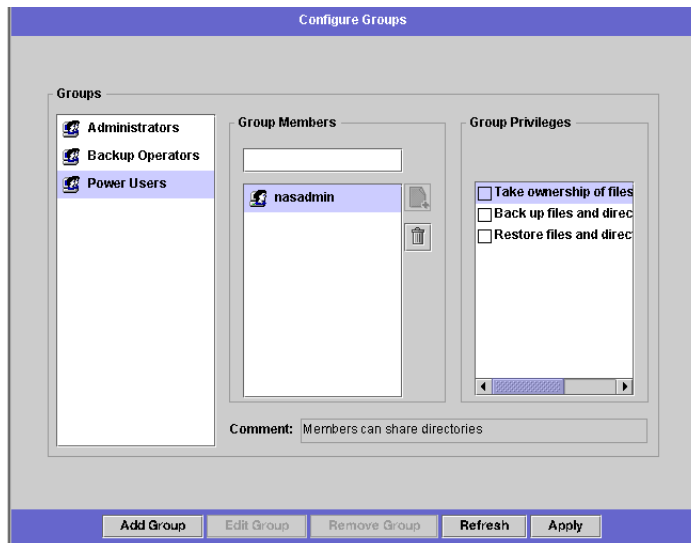 Configure Groups
Groups
Administrators
Backup Operators
Power Users
Group Members
nasadmin
Group Privileges
Take ownership of files
Back up files and direc
Restore files and direc
Comment: Members can share directories
Add Group Edit Group Remove Group Refresh Apply